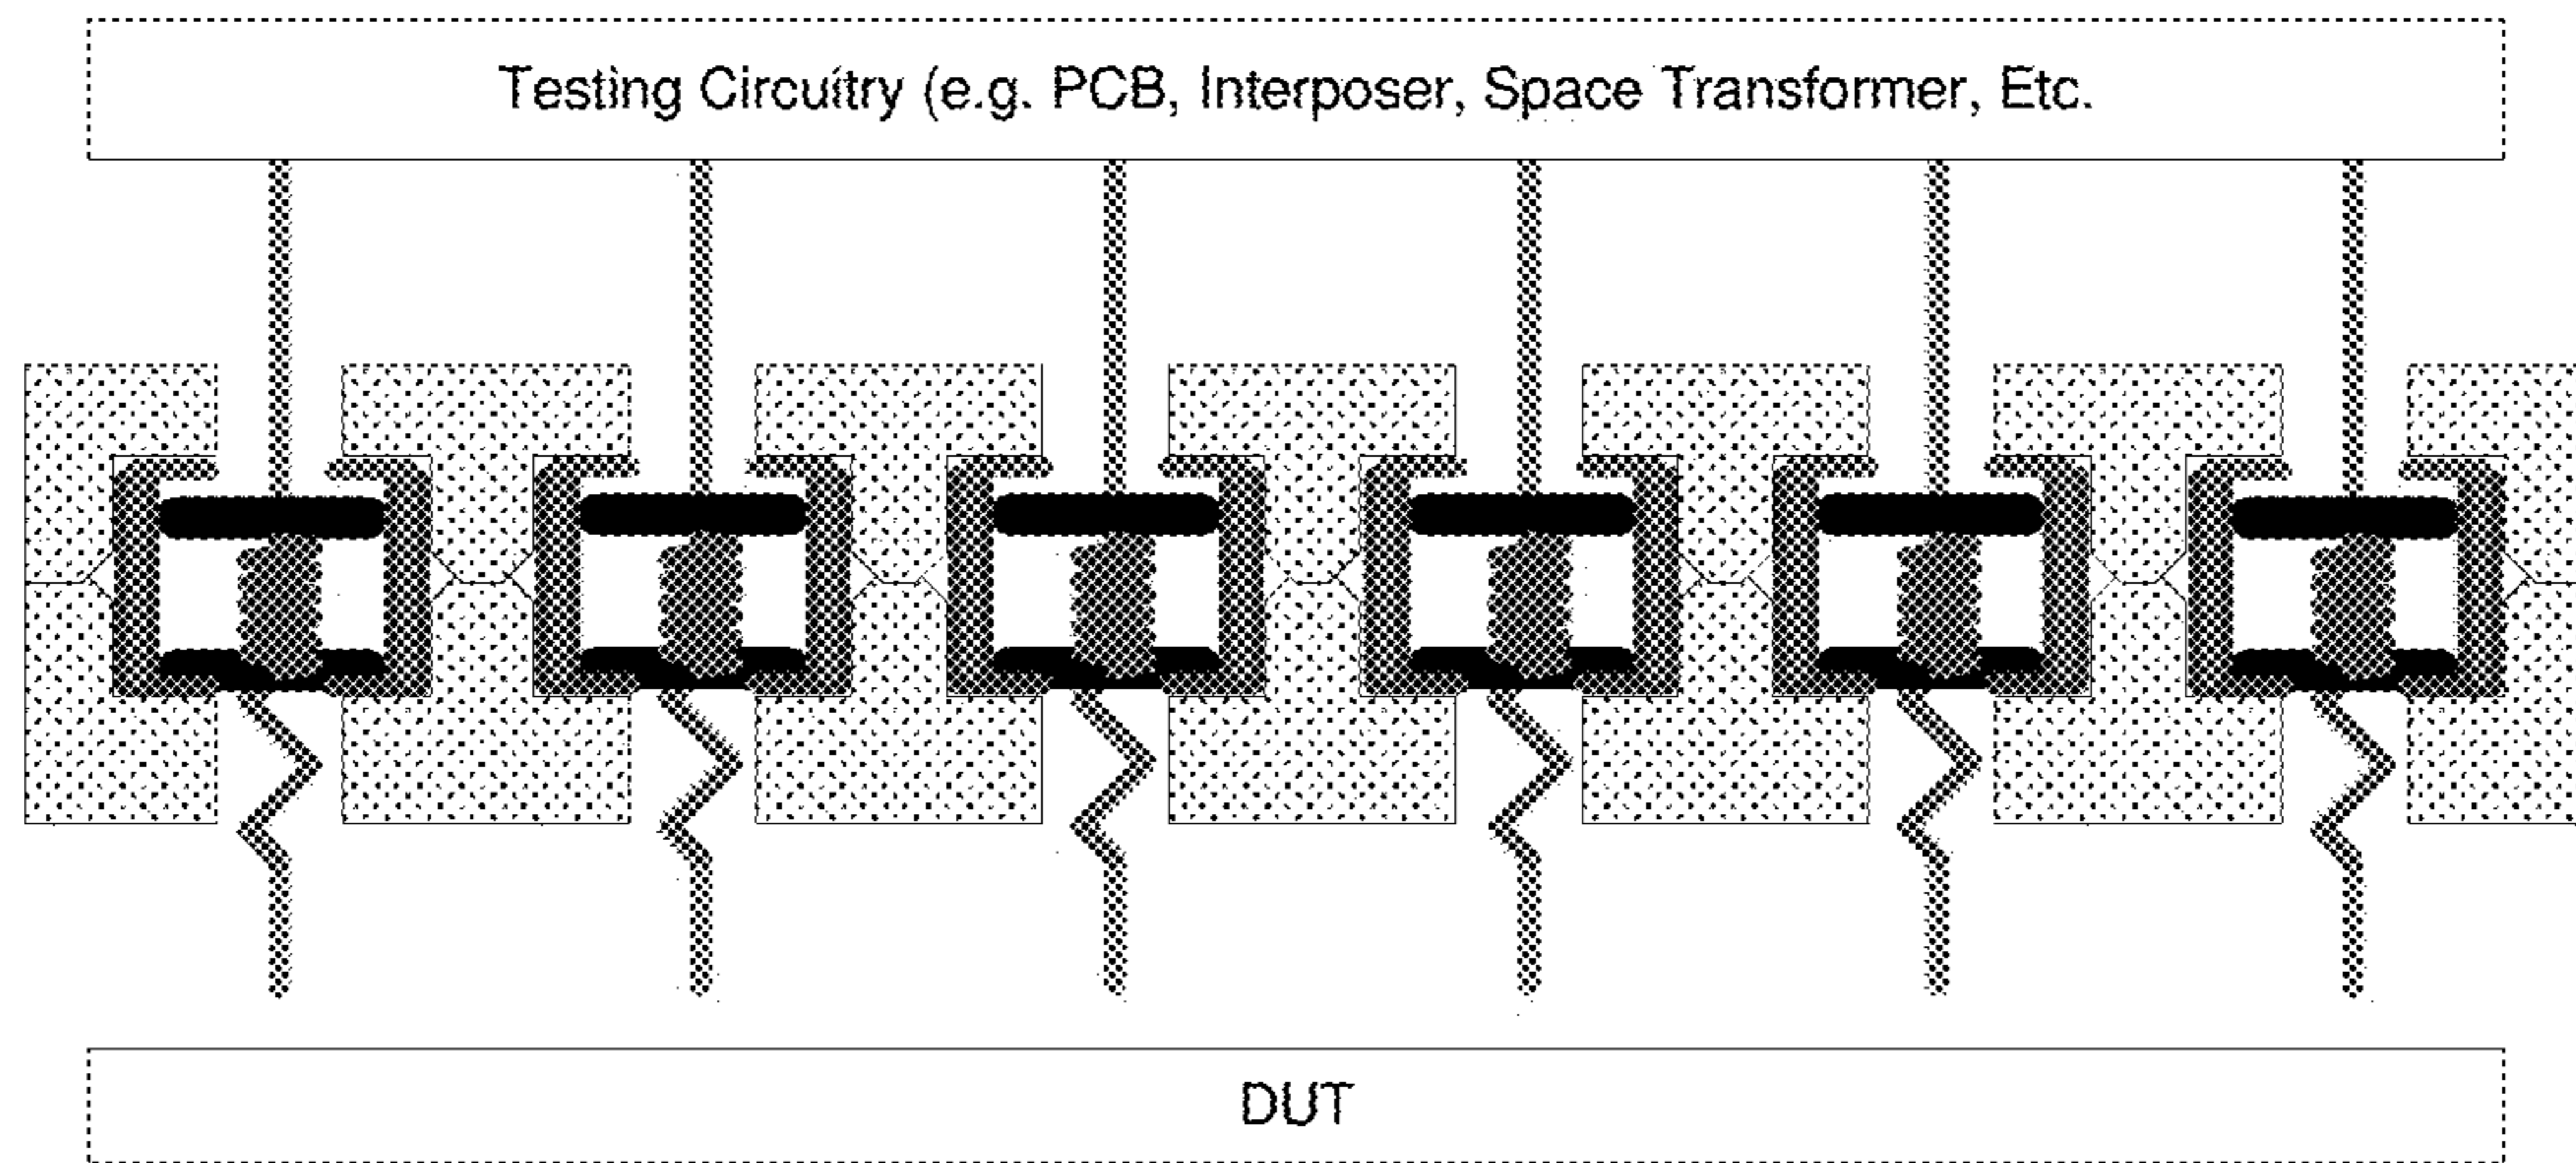 Testing Circuitry (e.g. PCB, Interposer, Space Transformer, Etc.
DUT